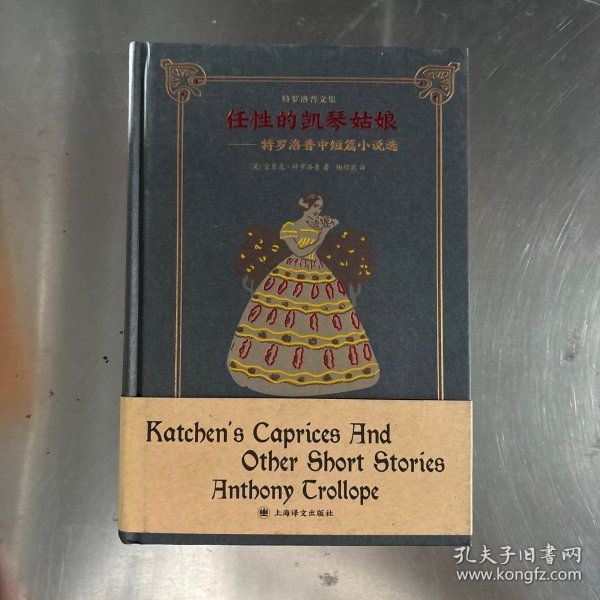 特罗洛普文集
任性的凯琴姑娘
——特罗洛普中短篇小说选
[英]安东尼·特罗洛普 著 杨绍武 译
Katchen's Caprices And
Other Short Stories
Anthony Trollope
上海译文出版社
孔夫子旧书网
www.kongfz.com